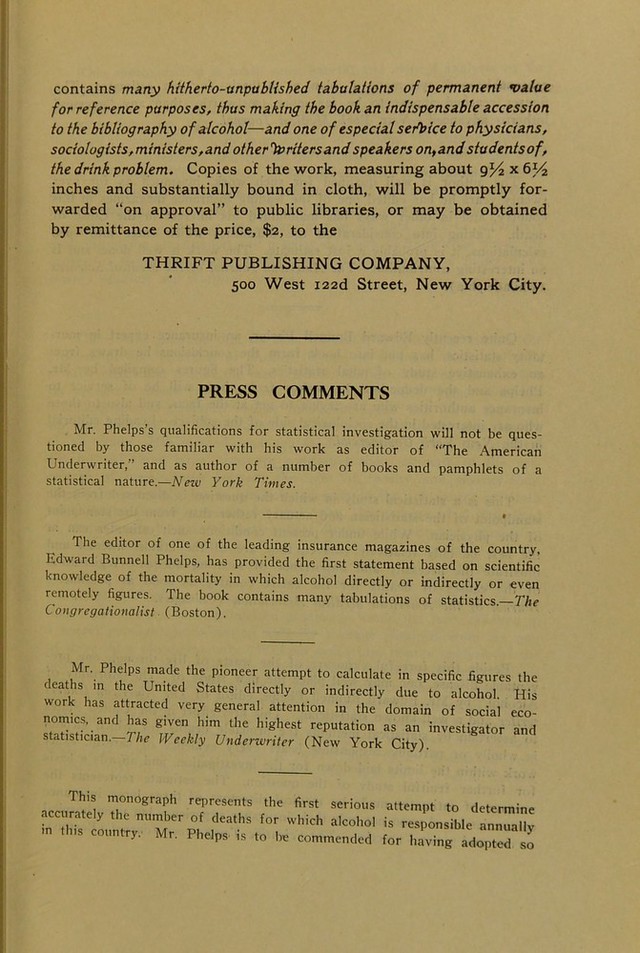 contains many hitherto-unpublished tabulations of permanent value
for reference purposes, thus making the book an indispensable accession
to the bibliography of alcohol—and one of especial service to physicians,
sociologists, ministers, and other writers and speakers on, and students of,
the drink problem. Copies of the work, measuring about 9½ x 6½
inches and substantially bound in cloth, will be promptly for-
warded “on approval” to public libraries, or may be obtained
by remittance of the price, $2, to the
THRIFT PUBLISHING COMPANY,
500 West 122d Street, New York City.
PRESS COMMENTS
Mr. Phelps’s qualifications for statistical investigation will not be ques-
tioned by those familiar with his work as editor of “The American
Underwriter,” and as author of a number of books and pamphlets of a
statistical nature.—New York Times.
The editor of one of the leading insurance magazines of the country,
Edward Bunnell Phelps, has provided the first statement based on scientific
knowledge of the mortality in which alcohol directly or indirectly or even
remotely figures. The book contains many tabulations of statistics.—The
Congregationalist (Boston).
Mr. Phelps made the pioneer attempt to calculate in specific figures the
deaths in the United States directly or indirectly due to alcohol. His
work has attracted very general attention in the domain of social eco-
nomics, and has given him the highest reputation as an investigator and
statistician.—The Weekly Underwriter (New York City).
This monograph represents the first serious attempt to determine
accurately the number of deaths for which alcohol is responsible annually
in this country. Mr. Phelps is to be commended for having adopted so